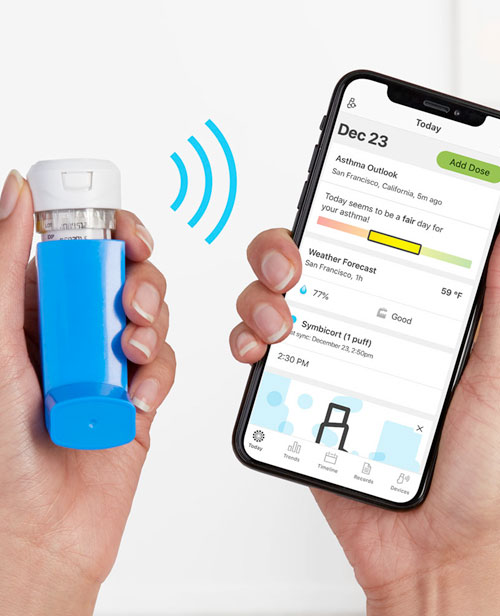 Today
Dec 23
Add Dose
Asthma Outlook
San Francisco, California, 5m ago
Today seems to be a fair day for
your asthma!
Weather Forecast
San Francisco, 1h
59 °F
77%
Good
Symbicort (1 puff)
st sync: December 23, 2:50pm
2:30 PM
Today
Trends
Timeline
Records
Devices